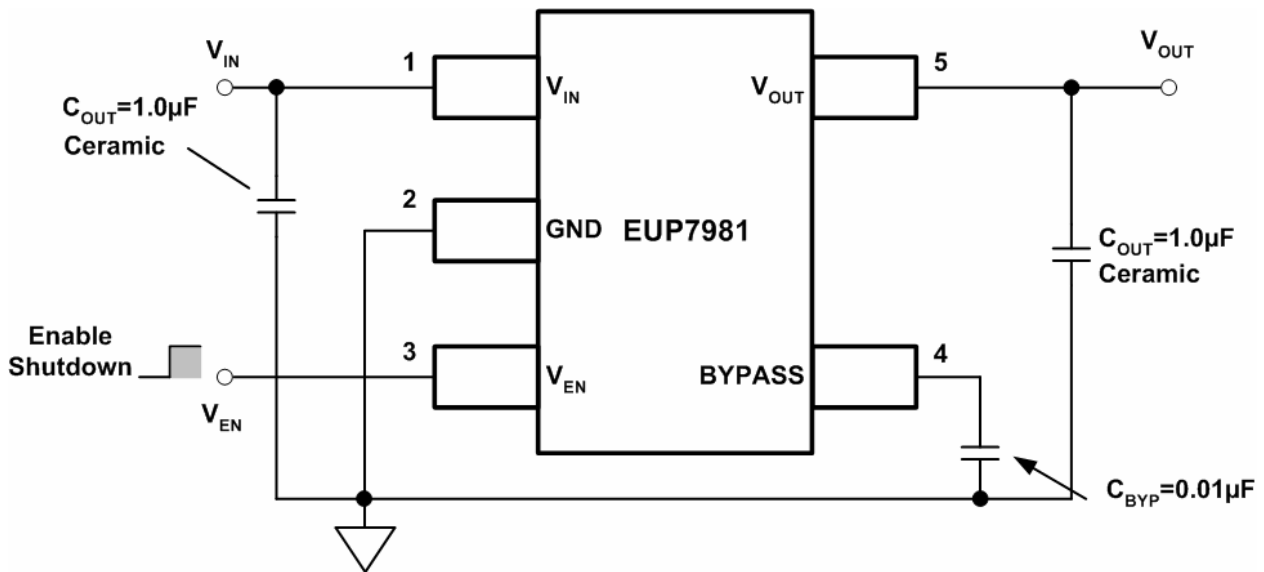 V_IN
C_OUT=1.0µF
Ceramic
1
V_IN
2
GND
Enable
Shutdown
3
V_EN
V_EN
EUP7981
5
V_OUT
V_OUT
C_OUT=1.0µF
Ceramic
4
BYPASS
C_BYP=0.01µF